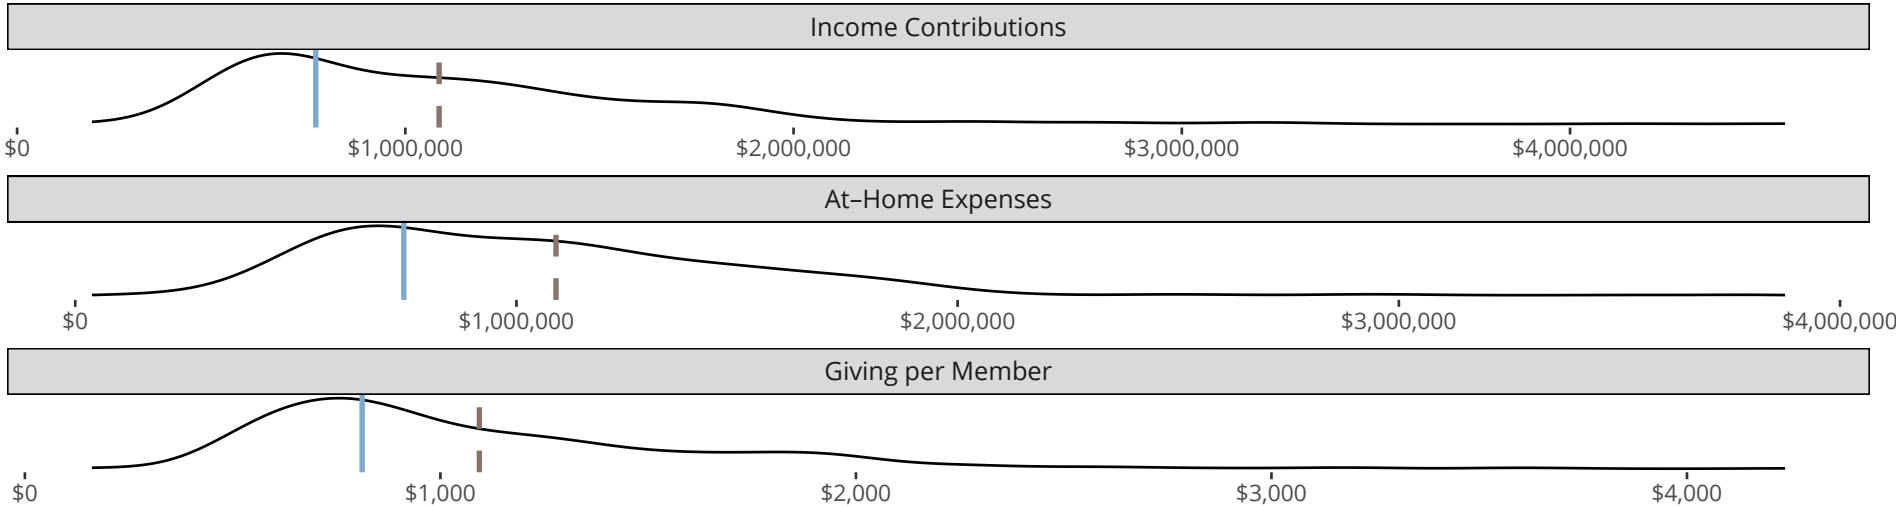 Income Contributions
$0 $1,000,000 $2,000,000 $3,000,000 $4,000,000
At–Home Expenses
$0 $1,000,000 $2,000,000 $3,000,000 $4,000,000
Giving per Member
$0 $1,000 $2,000 $3,000 $4,000